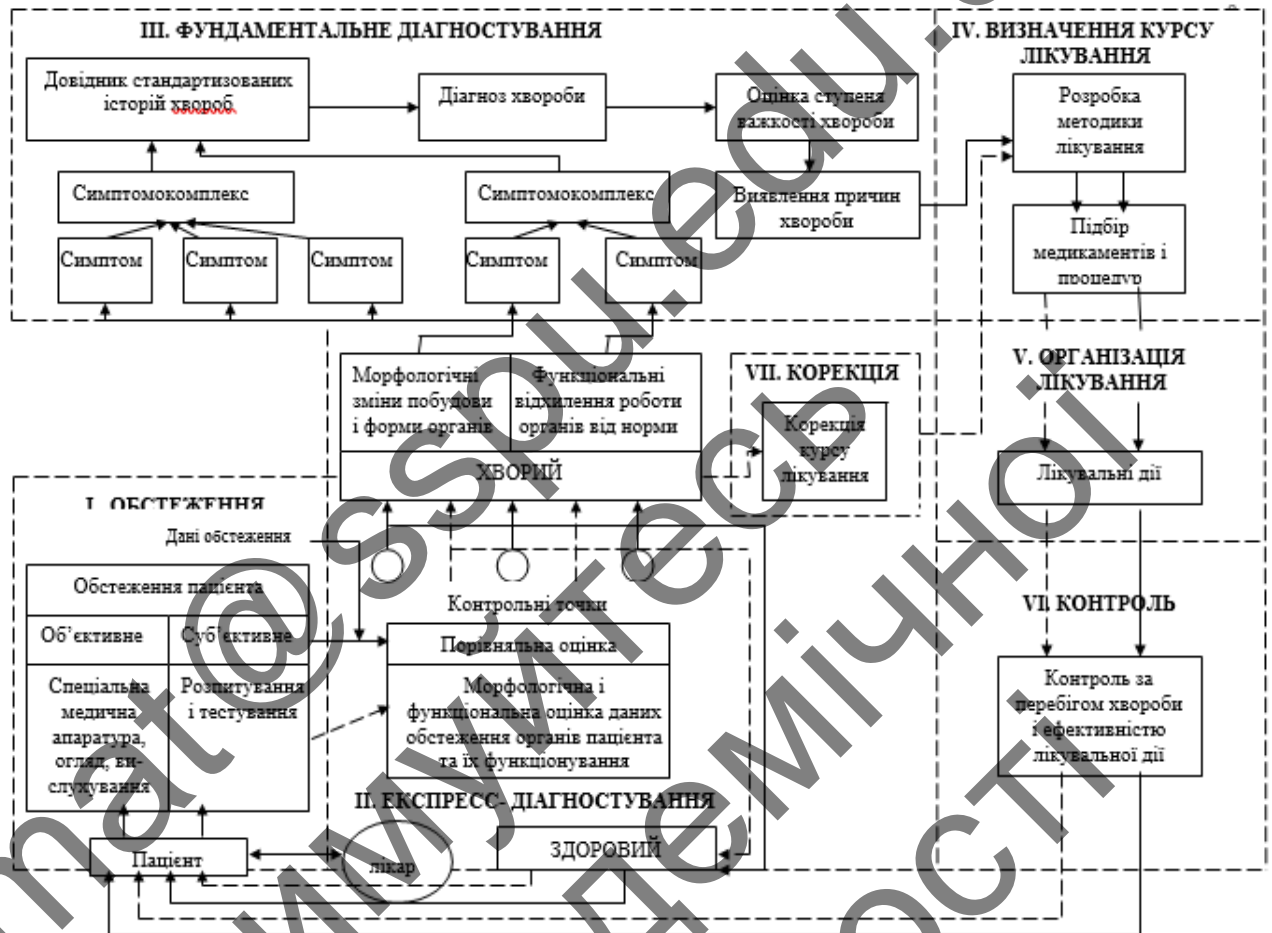 III. ФУНДАМЕНТАЛЬНЕ ДІАГНОСТУВАННЯ
Довідник стандартизованих
історій хвороб
Діагноз хвороби
Оцінка ступеня
важкості хвороби
Симптомокомплекс
Симптомокомплекс
Виявлення причин
хвороби
Симптом
Симптом
Симптом
Симптом
Симптом
IV. ВИЗНАЧЕННЯ КУРСУ
ЛІКУВАННЯ
Розробка
методики
лікування
Підбір
медикаментів і
процедур
Морфологічні
зміни побудови
і форми органів
Функціональні
відхилення роботи
органів від норми
ХВОРИЙ
VII. КОРЕКЦІЯ
Корекція
курсу
лікування
V. ОРГАНІЗАЦІЯ
ЛІКУВАННЯ
Лікувальні дії
I. ОБСТЕЖЕННЯ
Дані обстеження
Обстеження пацієнта
Об’єктивне
Суб’єктивне
Спеціальна
медична
апаратура,
огляд, ви-
слухування
Розпитування
і тестування
Контрольні точки
Порівняльна оцінка
Морфологічна і
функціональна оцінка даних
обстеження органів пацієнта
та їх функціонування
II. ЕКСПРЕСС- ДІАГНОСТУВАННЯ
VI. КОНТРОЛЬ
Контроль за
перебігом хвороби
і ефективністю
лікувальної дії
Пацієнт
лікар
ЗДОРОВИЙ
mat@sspu.edu.